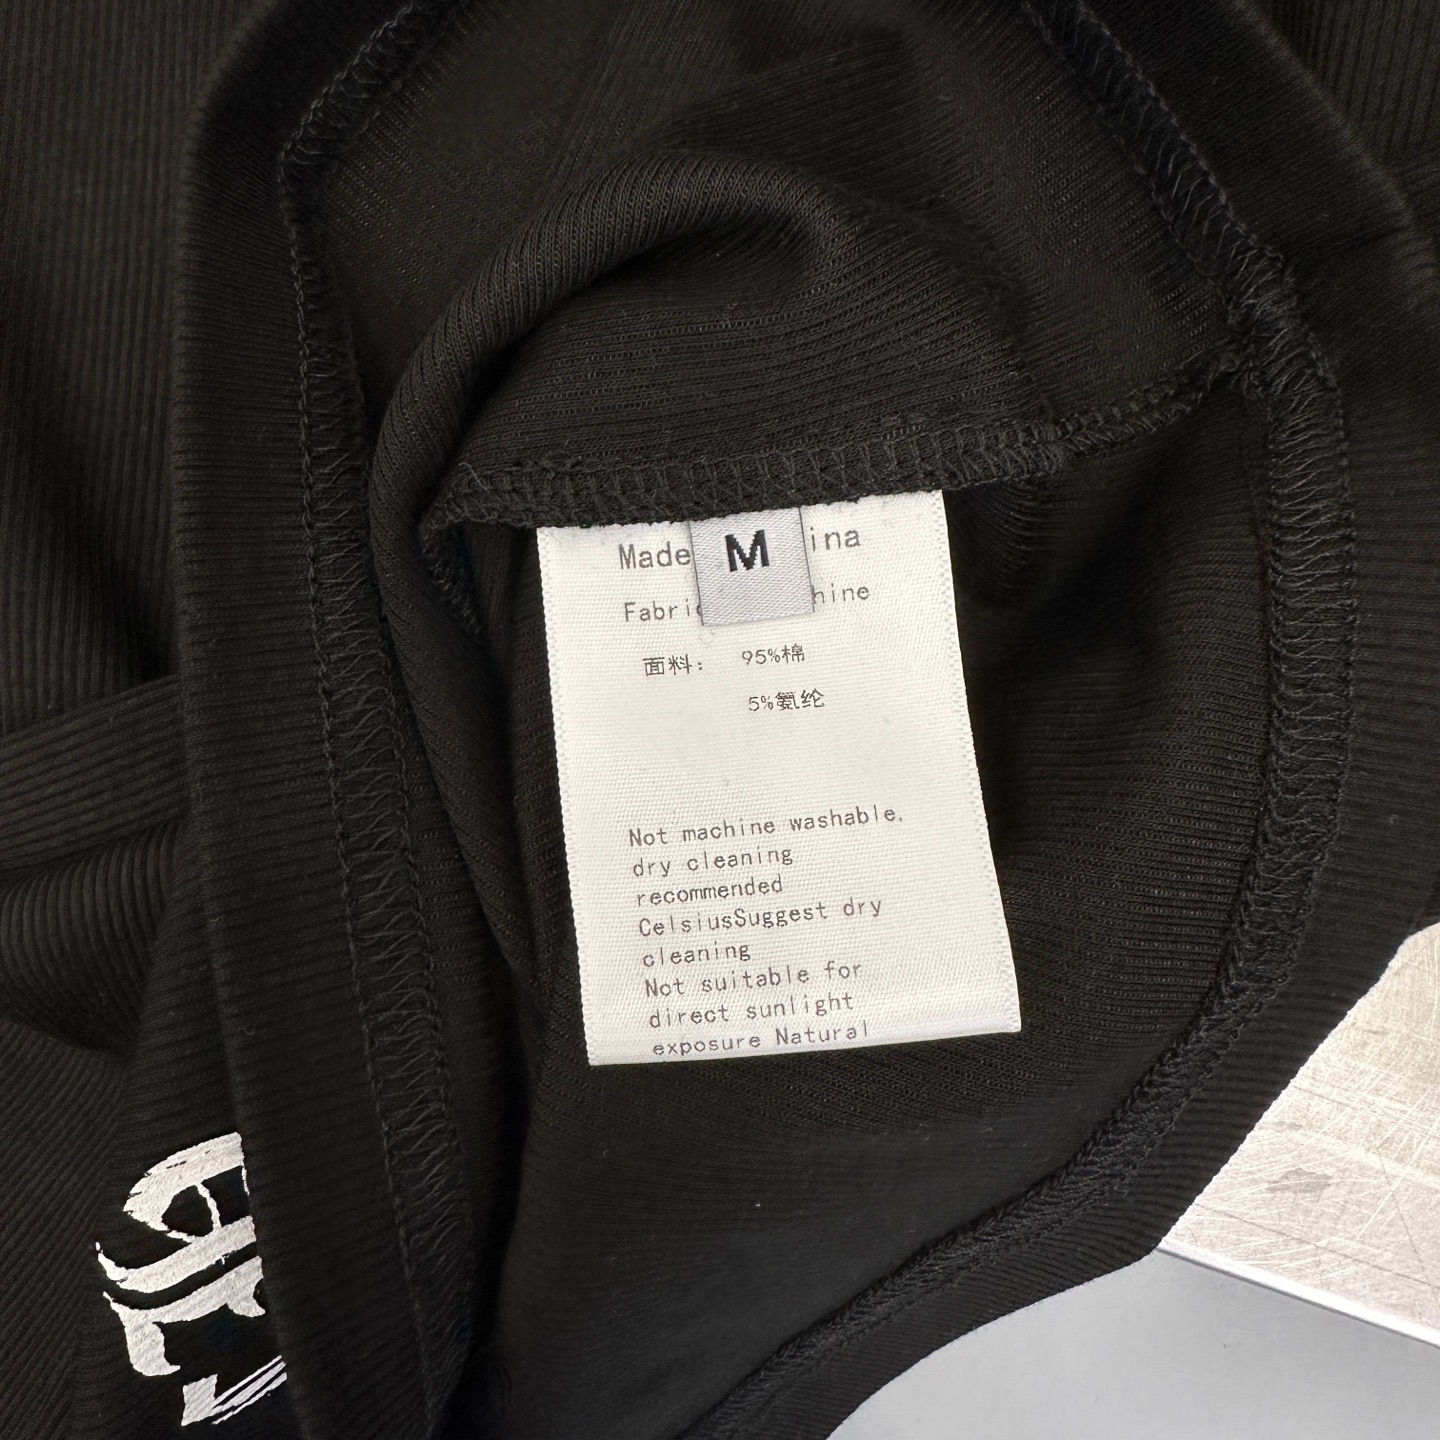 M
Made ina
Fabric hine
面料： 95%棉
5%氨纶
Not machine washable.
dry cleaning
recommended
CelsiusSuggest dry
cleaning
Not suitable for
direct sunlight
exposure Natural